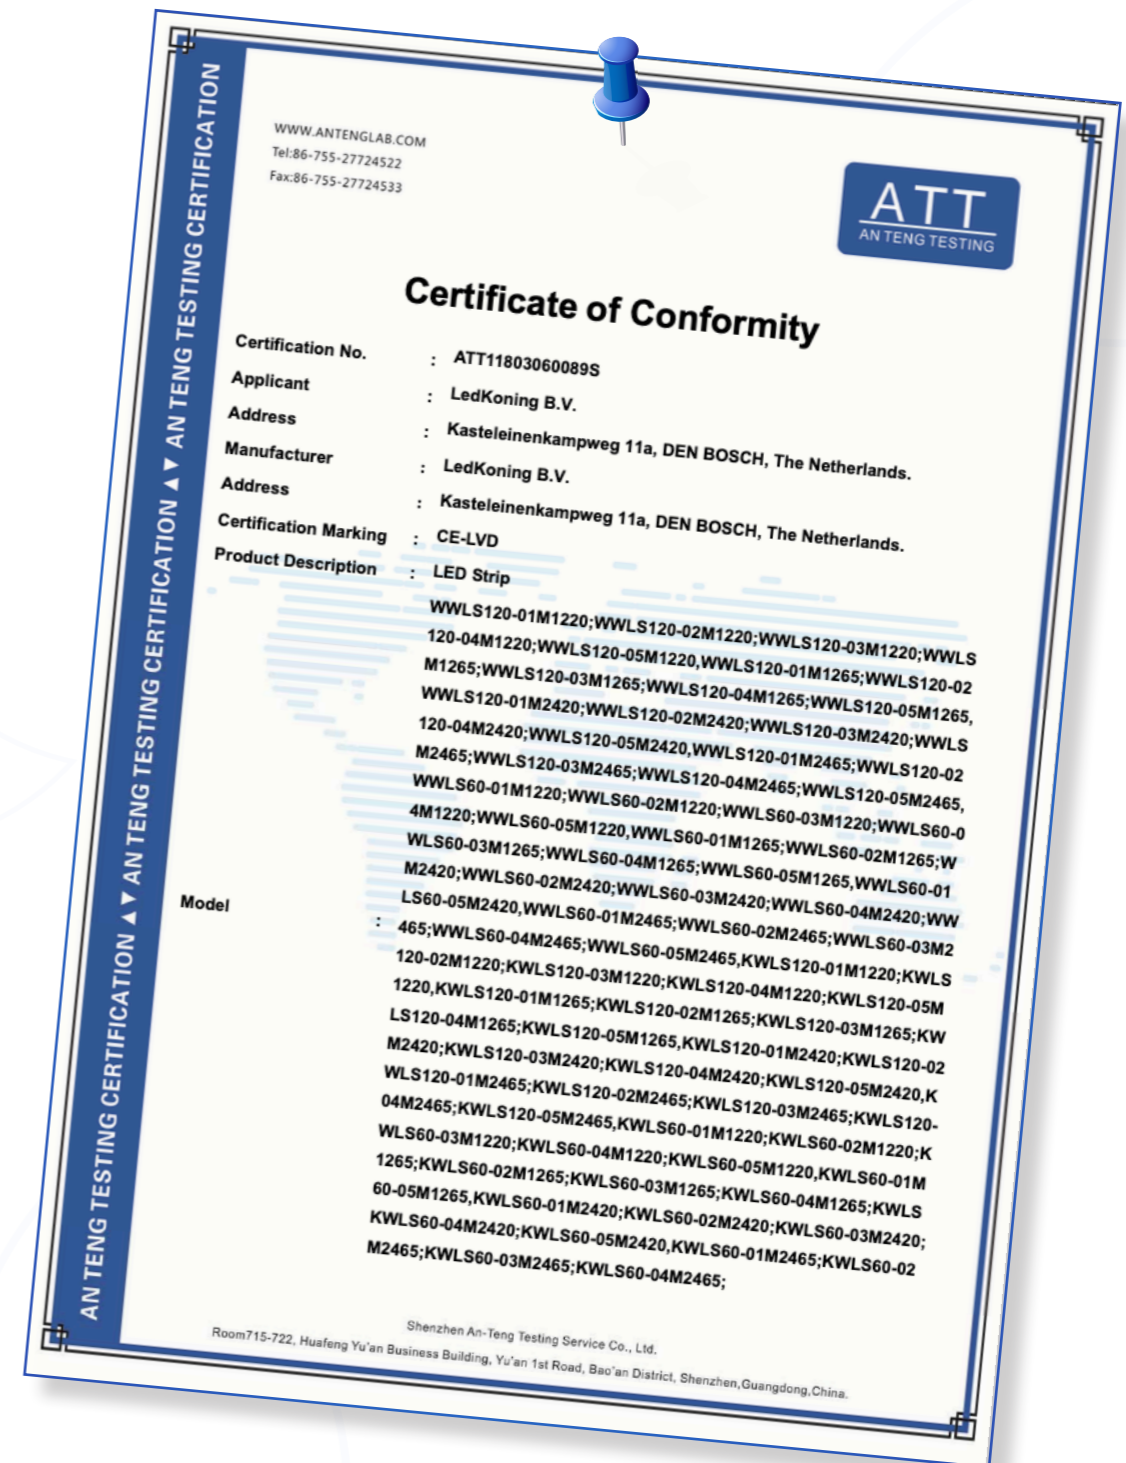 WWW.ANTENGLAB.COM
Tel:86-755-27724522
Fax:86-755-27724533
ATT
AN TENG TESTING
Certificate of Conformity
Certification No. : ATT11803060089S
Applicant : LedKoning B.V.
Address : Kasteleinenkampweg 11a, DEN BOSCH, The Netherlands.
Manufacturer : LedKoning B.V.
Address : Kasteleinenkampweg 11a, DEN BOSCH, The Netherlands.
Certification Marking : CE-LVD
Product Description : LED Strip
Model :
WWLS120-01M1220;WWLS120-02M1220;WWLS120-03M1220;WWLS
120-04M1220;WWLS120-05M1220,WWLS120-01M1265;WWLS120-02
M1265;WWLS120-03M1265;WWLS120-04M1265;WWLS120-05M1265,
WWLS120-01M2420;WWLS120-02M2420;WWLS120-03M2420;WWLS
120-04M2420;WWLS120-05M2420,WWLS120-01M2465;WWLS120-02
M2465;WWLS120-03M2465;WWLS120-04M2465;WWLS120-05M2465,
WWLS60-01M1220;WWLS60-02M1220;WWLS60-03M1220;WWLS60-0
4M1220;WWLS60-05M1220,WWLS60-01M1265;WWLS60-02M1265;W
WLS60-03M1265;WWLS60-04M1265;WWLS60-05M1265,WWLS60-01
M2420;WWLS60-02M2420;WWLS60-03M2420;WWLS60-04M2420;WW
LS60-05M2420,WWLS60-01M2465;WWLS60-02M2465;WWLS60-03M2
465;WWLS60-04M2465;WWLS60-05M2465,KWLS120-01M1220;KWLS
120-02M1220;KWLS120-03M1220;KWLS120-04M1220;KWLS120-05M
1220,KWLS120-01M1265;KWLS120-02M1265;KWLS120-03M1265;KW
LS120-04M1265;KWLS120-05M1265,KWLS120-01M2420;KWLS120-02
M2420;KWLS120-03M2420;KWLS120-04M2420;KWLS120-05M2420,K
WLS120-01M2465;KWLS120-02M2465;KWLS120-03M2465;KWLS120-
04M2465;KWLS120-05M2465,KWLS60-01M1220;KWLS60-02M1220;K
WLS60-03M1220;KWLS60-04M1220;KWLS60-05M1220,KWLS60-01M
1265;KWLS60-02M1265;KWLS60-03M1265;KWLS60-04M1265;KWLS
60-05M1265,KWLS60-01M2420;KWLS60-02M2420;KWLS60-03M2420;
KWLS60-04M2420;KWLS60-05M2420,KWLS60-01M2465;KWLS60-02
M2465;KWLS60-03M2465;KWLS60-04M2465;
Shenzhen An-Teng Testing Service Co., Ltd.
Room715-722, Huafeng Yu'an Business Building, Yu'an 1st Road, Bao'an District, Shenzhen,Guangdong,China.
AN TENG TESTING CERTIFICATION ▲▼ AN TENG TESTING CERTIFICATION ▲▼ AN TENG TESTING CERTIFICATION